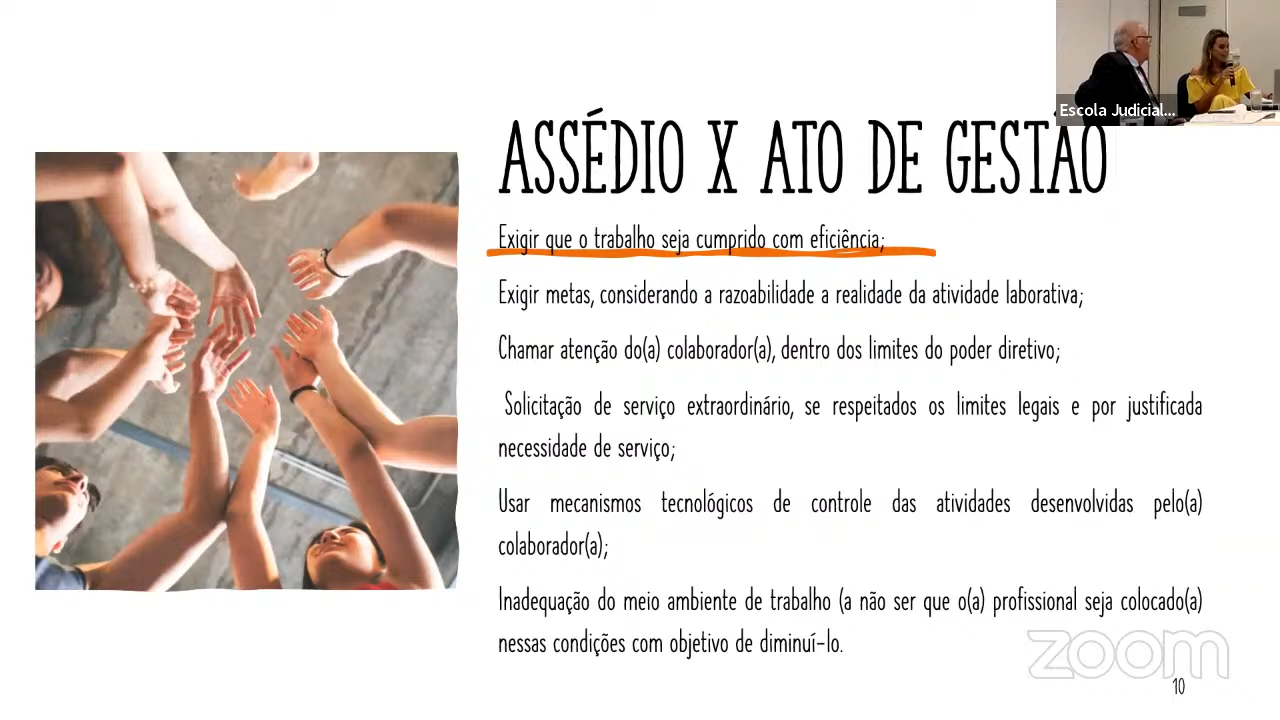 Escola Judicial...
ASSÉDIO X ATO DE GESTÃO
Exigir que o trabalho seja cumprido com eficiência;
Exigir metas, considerando a razoabilidade a realidade da atividade laborativa;
Chamar atenção do(a) colaborador(a), dentro dos limites do poder diretivo;
Solicitação de serviço extraordinário, se respeitados os limites legais e por justificada
necessidade de serviço;
Usar mecanismos tecnológicos de controle das atividades desenvolvidas pelo(a)
colaborador(a);
Inadequação do meio ambiente de trabalho (a não ser que o(a) profissional seja colocado(a)
nessas condições com objetivo de diminuí-lo.
zoom
10